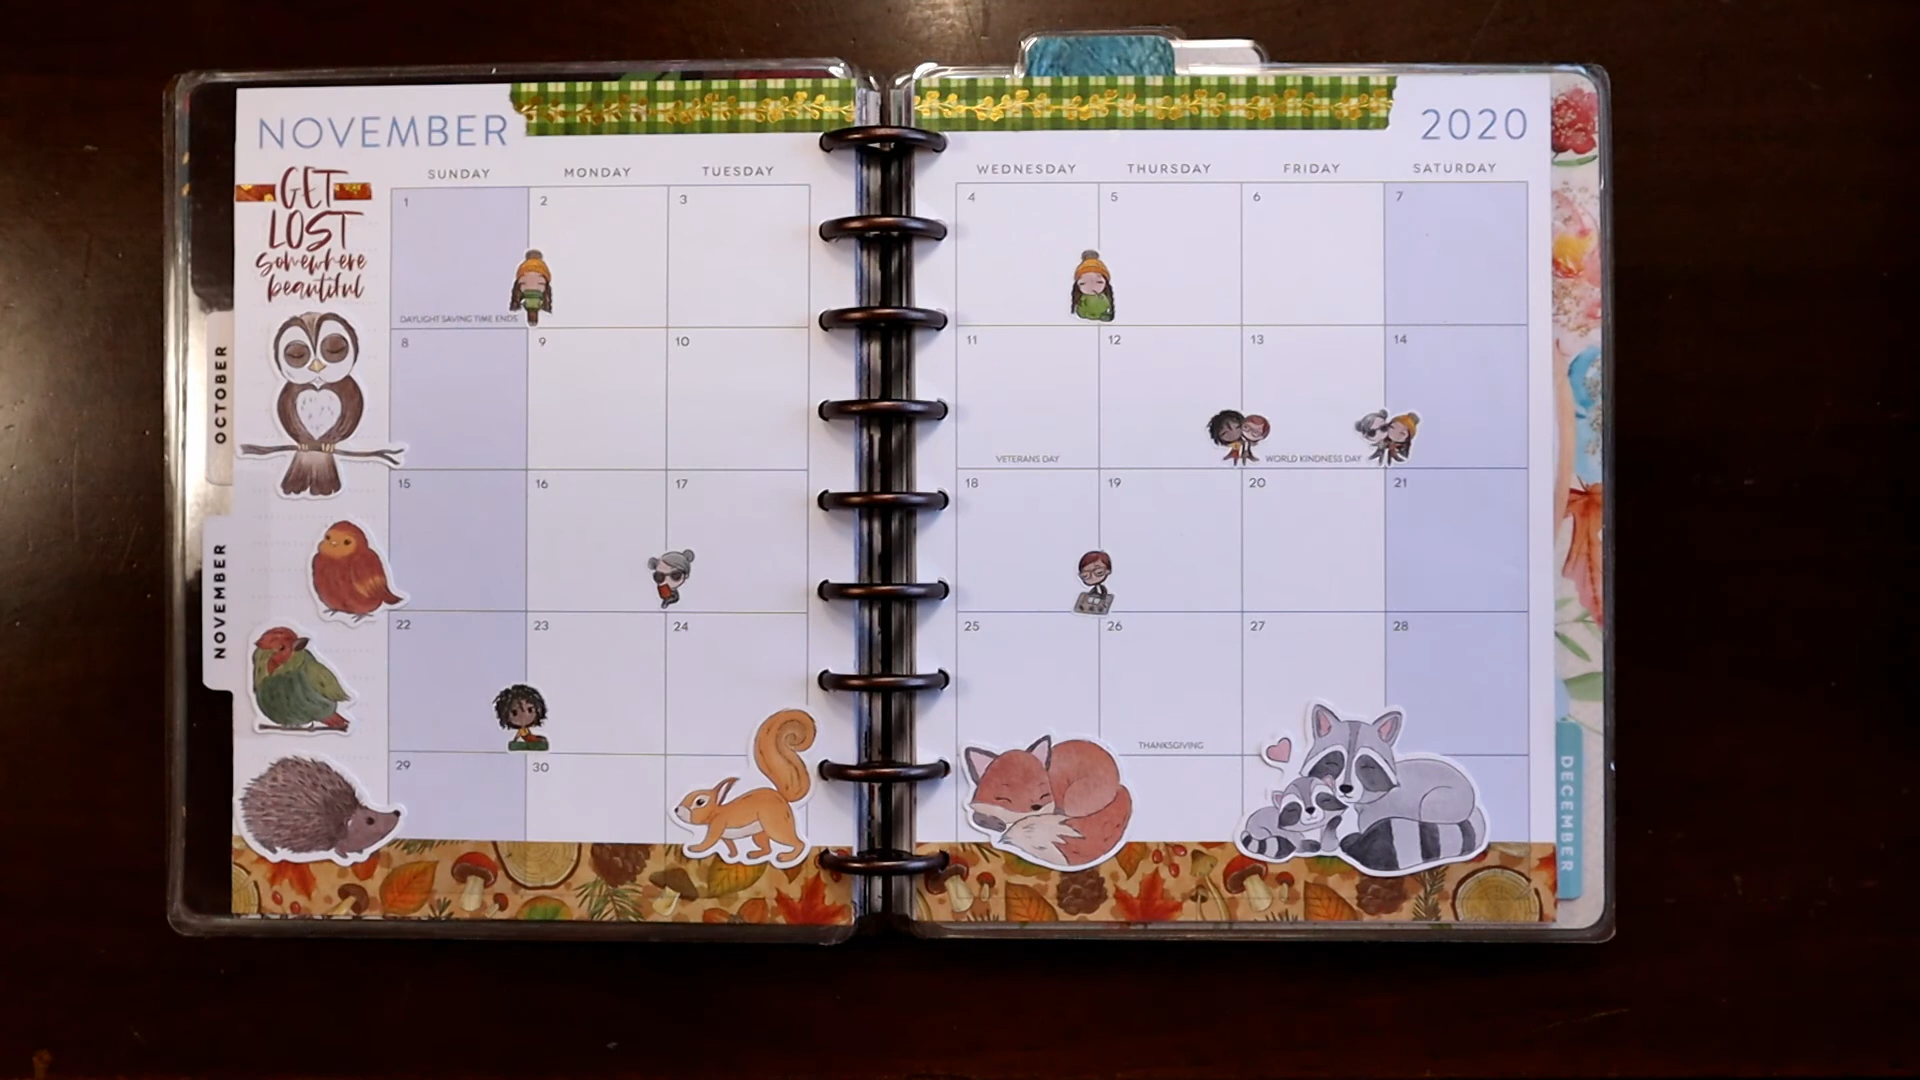 NOVEMBER
2020
GET
LOST
somewhere
beautiful
SUNDAY MONDAY TUESDAY WEDNESDAY THURSDAY FRIDAY SATURDAY
1 2 3 4 5 6 7
DAYLIGHT SAVING TIME ENDS
8 9 10 11 12 13 14
VETERANS DAY WORLD KINDNESS DAY
15 16 17 18 19 20 21
22 23 24 25 26 27 28
THANKSGIVING
29 30
OCTOBER
NOVEMBER
DECEMBER